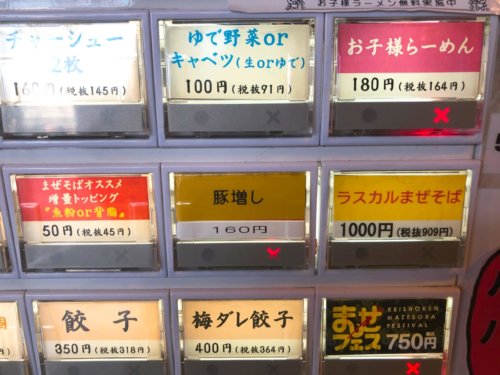 お子様ラーメン無料実施中
チャーシュー
2枚
160円(税抜145円)
ゆで野菜or
キャベツ(生orゆで)
100円(税抜91円)
お子様らーめん
180円(税抜164円)
まぜそばオススメ
増量トッピング
『魚粉or背脂』
50円(税抜45円)
豚増し
160円
ラスカルまぜそば
1000円(税抜909円)
餃子
350円(税抜318円)
梅ダレ餃子
400円(税抜364円)
まぜ
フェス
KEISHOKEN
MAZESOBA
FESTIVAL
750円